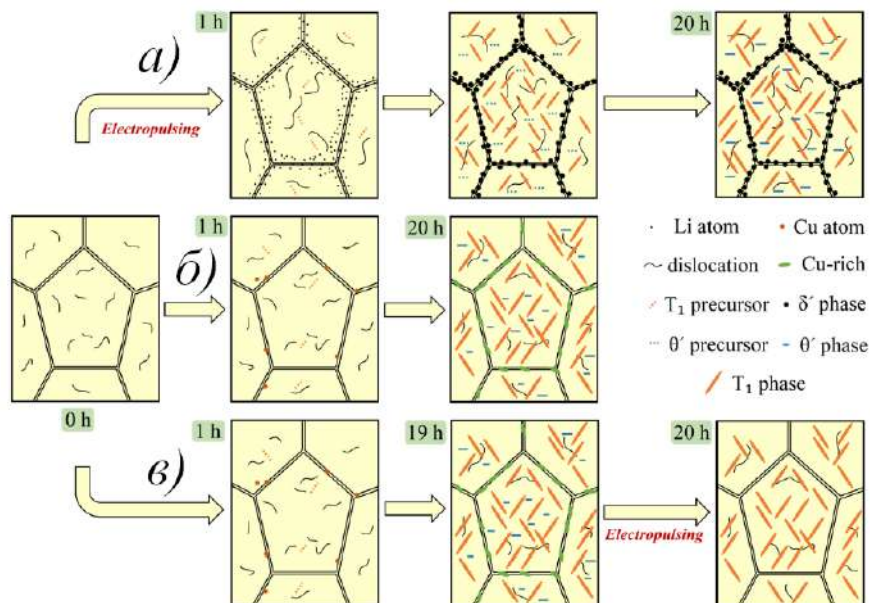 1 h
20 h
а)
Electropulsing
1 h
20 h
б)
Li atom
Cu atom
dislocation
Cu-rich
T₁ precursor
δ´ phase
θ´ precursor
θ´ phase
T₁ phase
0 h
1 h
19 h
20 h
в)
Electropulsing